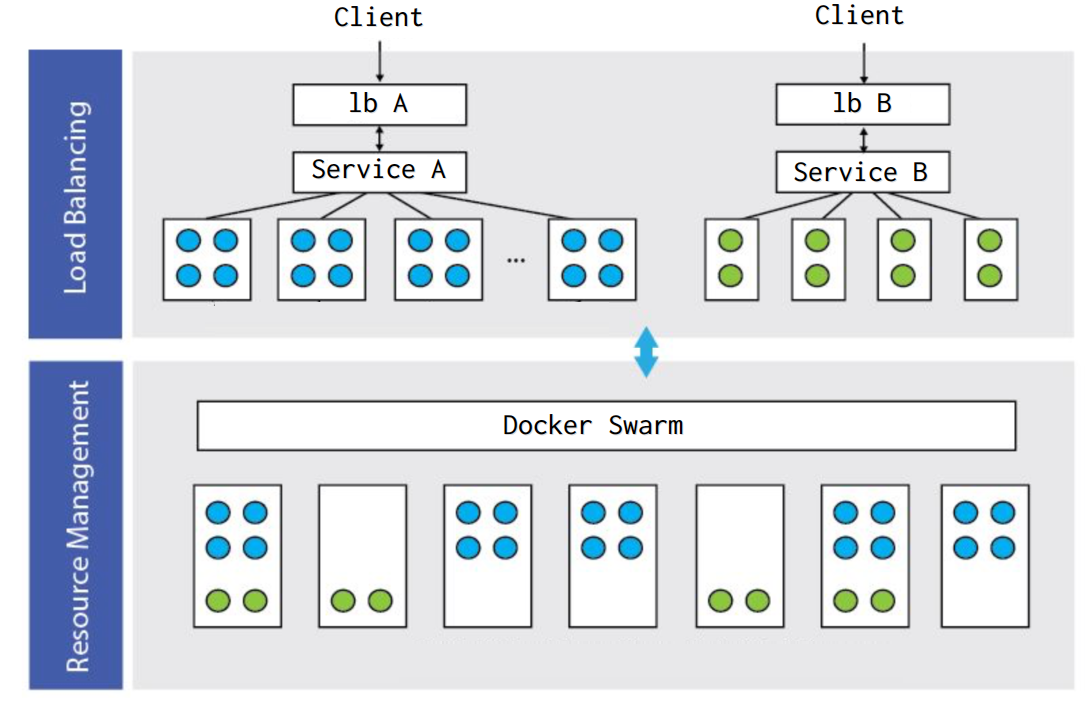 Client
Client
Load Balancing
lb A
lb B
Service A
Service B
...
Resource Management
Docker Swarm